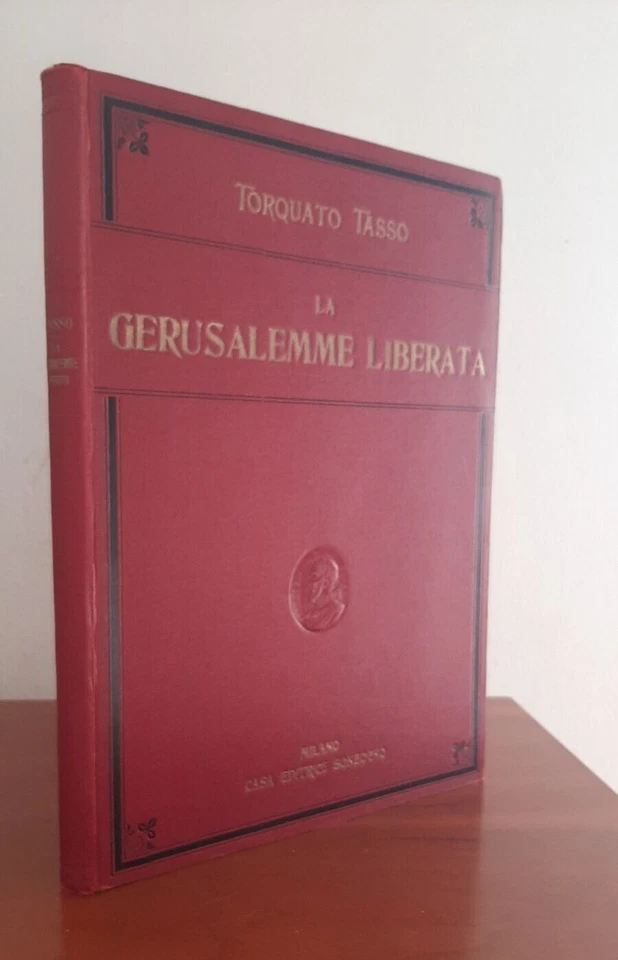 TORQUATO TASSO
LA
GERUSALEMME LIBERATA
MILANO
CASA EDITRICE SONZOGNO